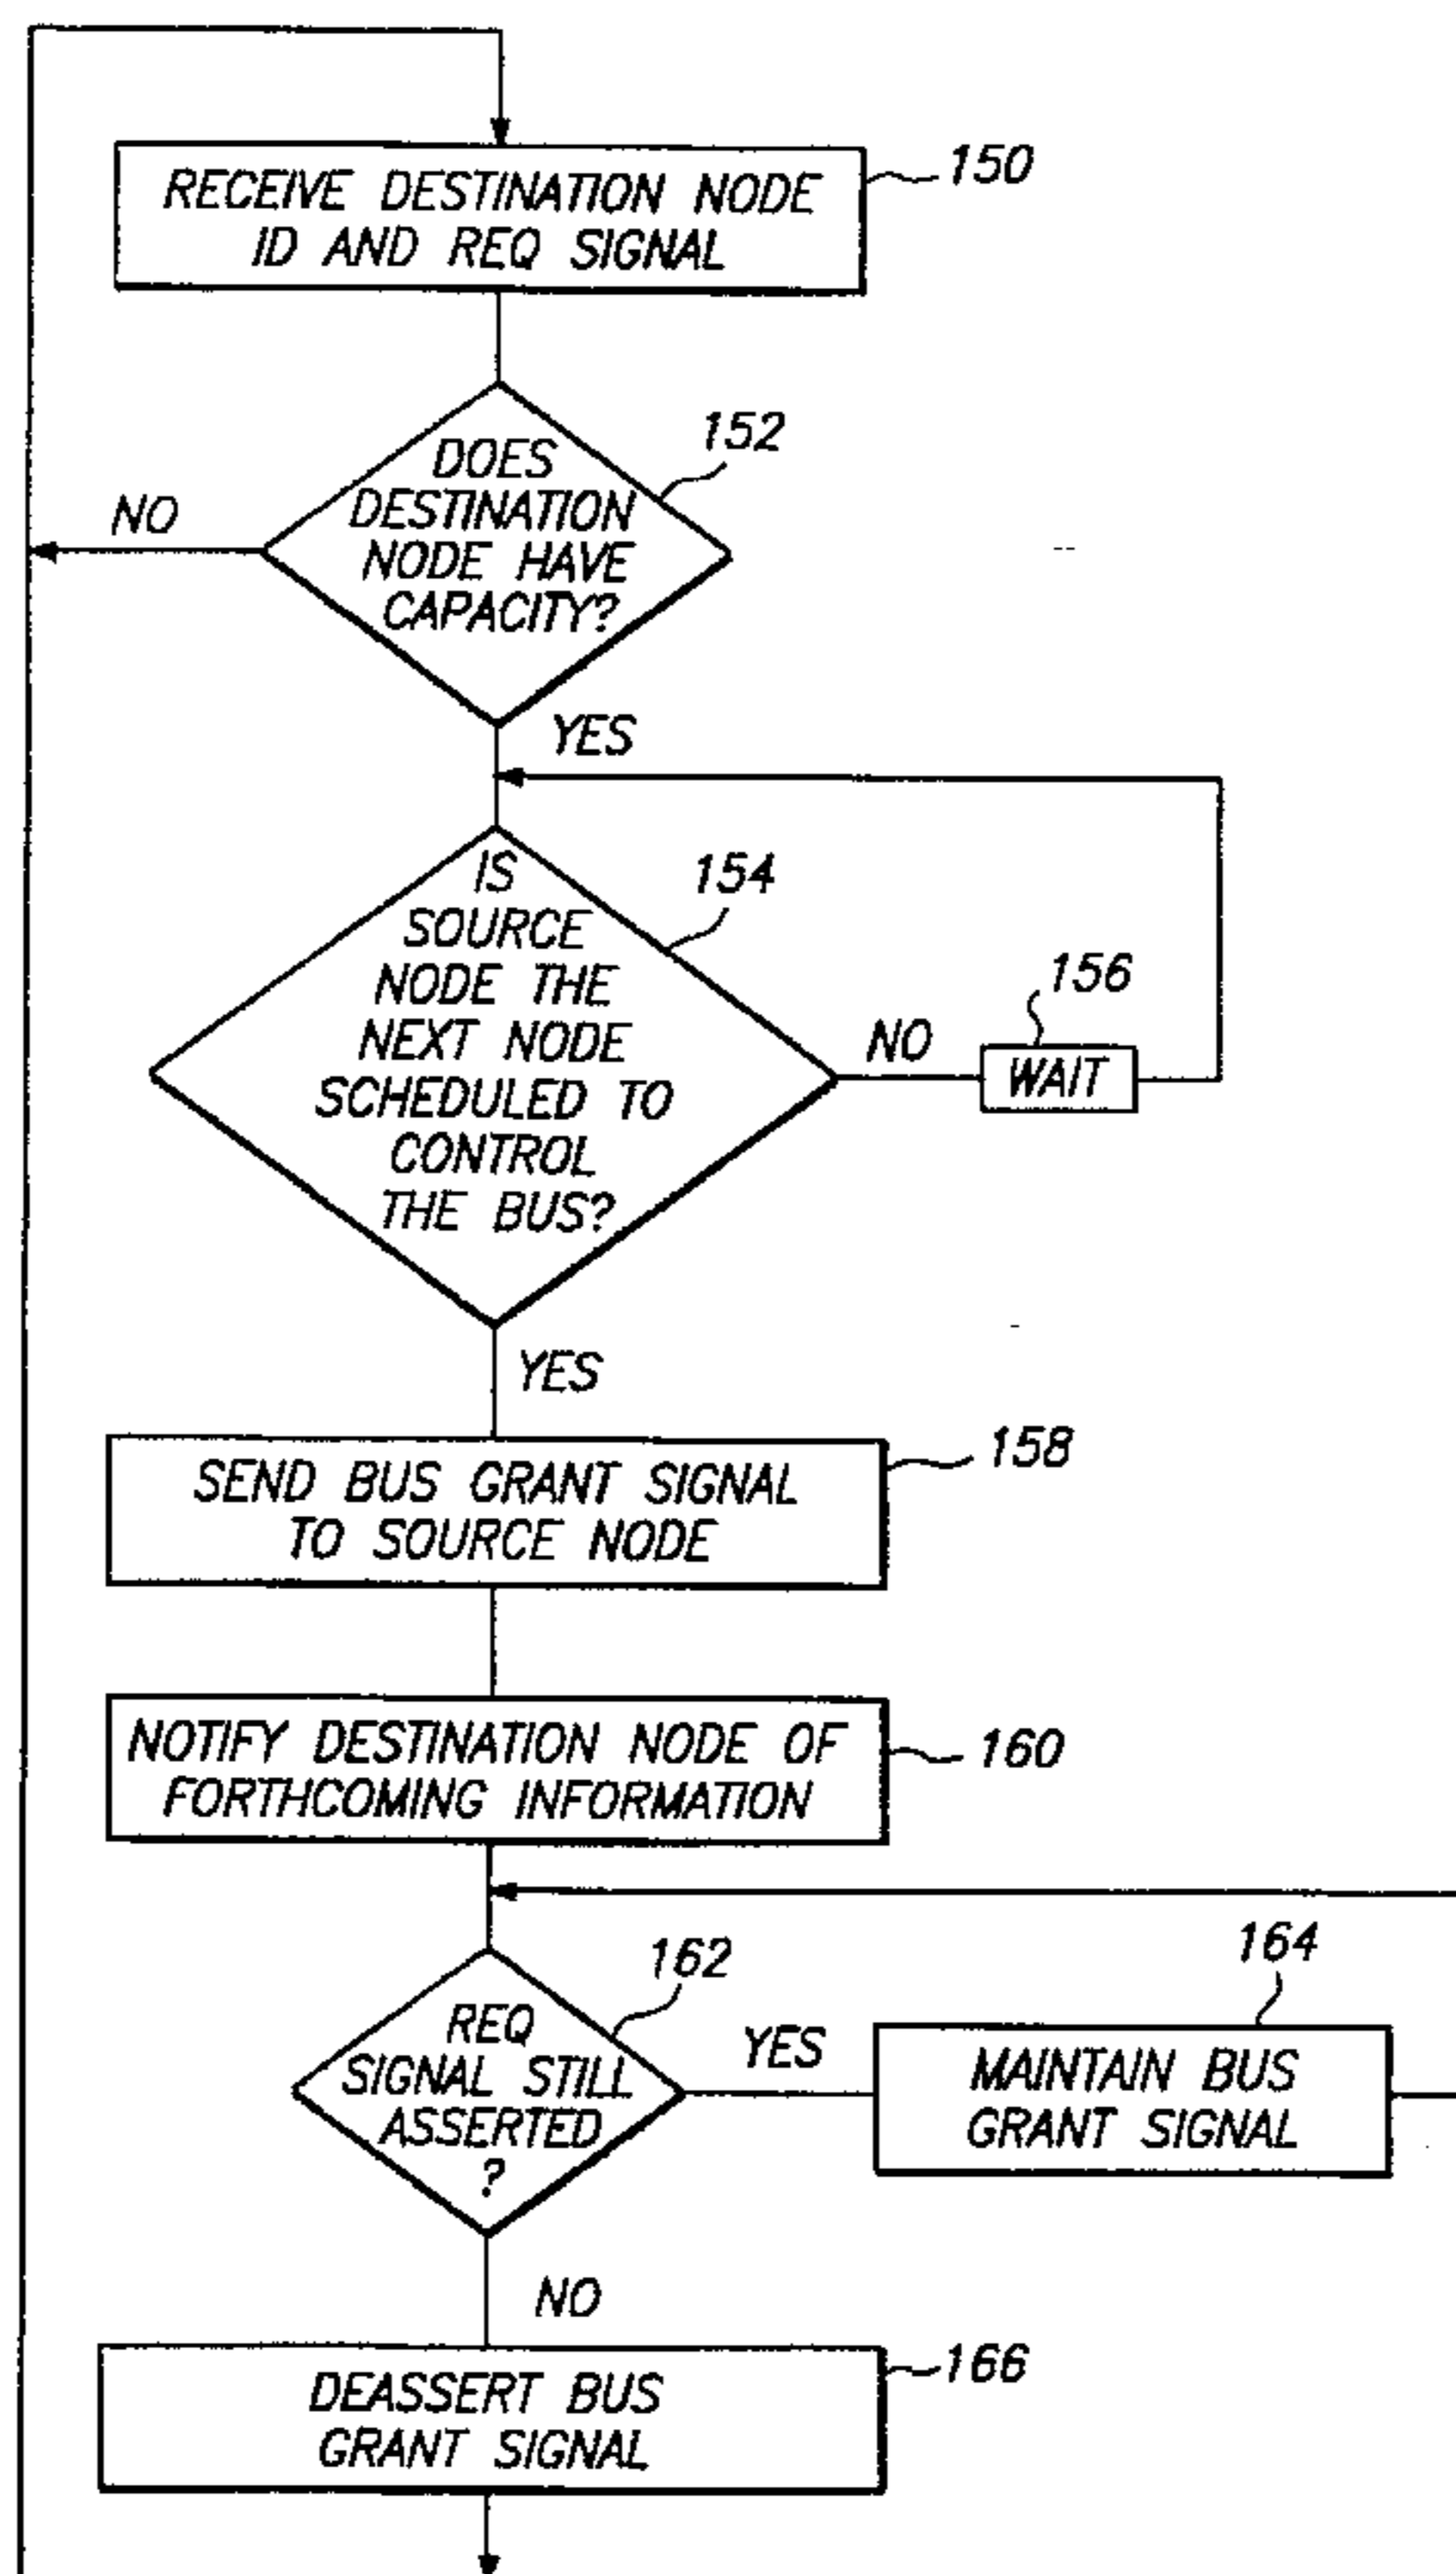 RECEIVE DESTINATION NODE
ID AND REQ SIGNAL
150
DOES
DESTINATION
NODE HAVE
CAPACITY?
152
NO
YES
IS
SOURCE
NODE THE
NEXT NODE
SCHEDULED TO
CONTROL
THE BUS?
154
NO
156
WAIT
YES
SEND BUS GRANT SIGNAL
TO SOURCE NODE
158
NOTIFY DESTINATION NODE OF
FORTHCOMING INFORMATION
160
REQ
SIGNAL STILL
ASSERTED
?
162
YES
164
MAINTAIN BUS
GRANT SIGNAL
NO
DEASSERT BUS
GRANT SIGNAL
166